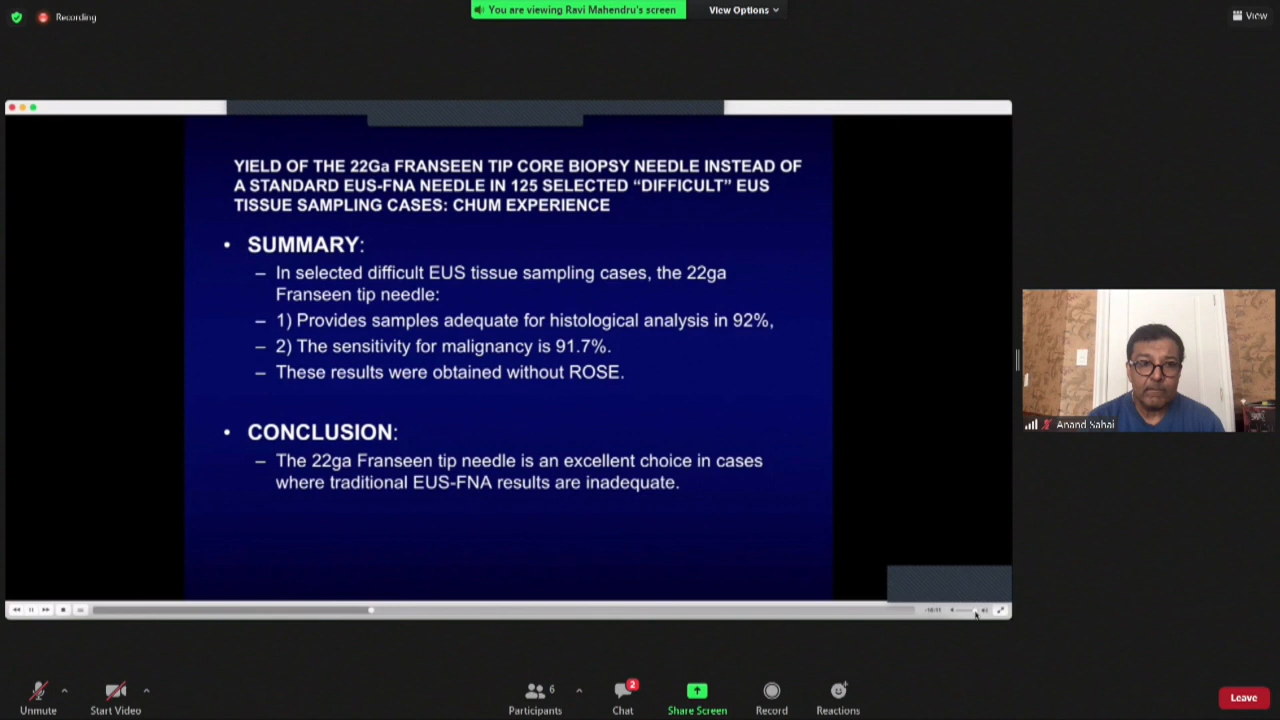 Recording
You are viewing Ravi Mahendru's screen
View Options
View
YIELD OF THE 22Ga FRANSEEN TIP CORE BIOPSY NEEDLE INSTEAD OF
A STANDARD EUS-FNA NEEDLE IN 125 SELECTED “DIFFICULT” EUS
TISSUE SAMPLING CASES: CHUM EXPERIENCE
• SUMMARY:
– In selected difficult EUS tissue sampling cases, the 22ga
Franseen tip needle:
– 1) Provides samples adequate for histological analysis in 92%,
– 2) The sensitivity for malignancy is 91.7%.
– These results were obtained without ROSE.
• CONCLUSION:
– The 22ga Franseen tip needle is an excellent choice in cases
where traditional EUS-FNA results are inadequate.
Anand Sahai
Unmute
Start Video
6
Participants
2
Chat
Share Screen
Record
Reactions
Leave